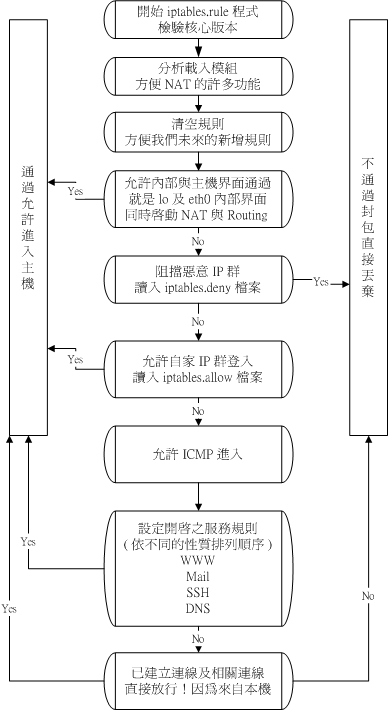 開始 iptables.rule 程式
檢驗核心版本
分析載入模組
方便 NAT 的許多功能
清空規則
方便我們未來的新增規則
通過允許進入主機
不通過封包直接丟棄
Yes
允許內部與主機界面通過
就是 lo 及 eth0 內部界面
同時啓動 NAT 與 Routing
No
阻擋惡意 IP 群
讀入 iptables.deny 檔案
Yes
No
Yes
允許自家 IP 群登入
讀入 iptables.allow 檔案
No
允許 ICMP 進入
設定開啓之服務規則
( 依不同的性質排列順序 )
WWW
Mail
SSH
DNS
Yes
Yes
No
No
已建立連線及相關連線
直接放行！因爲來自本機